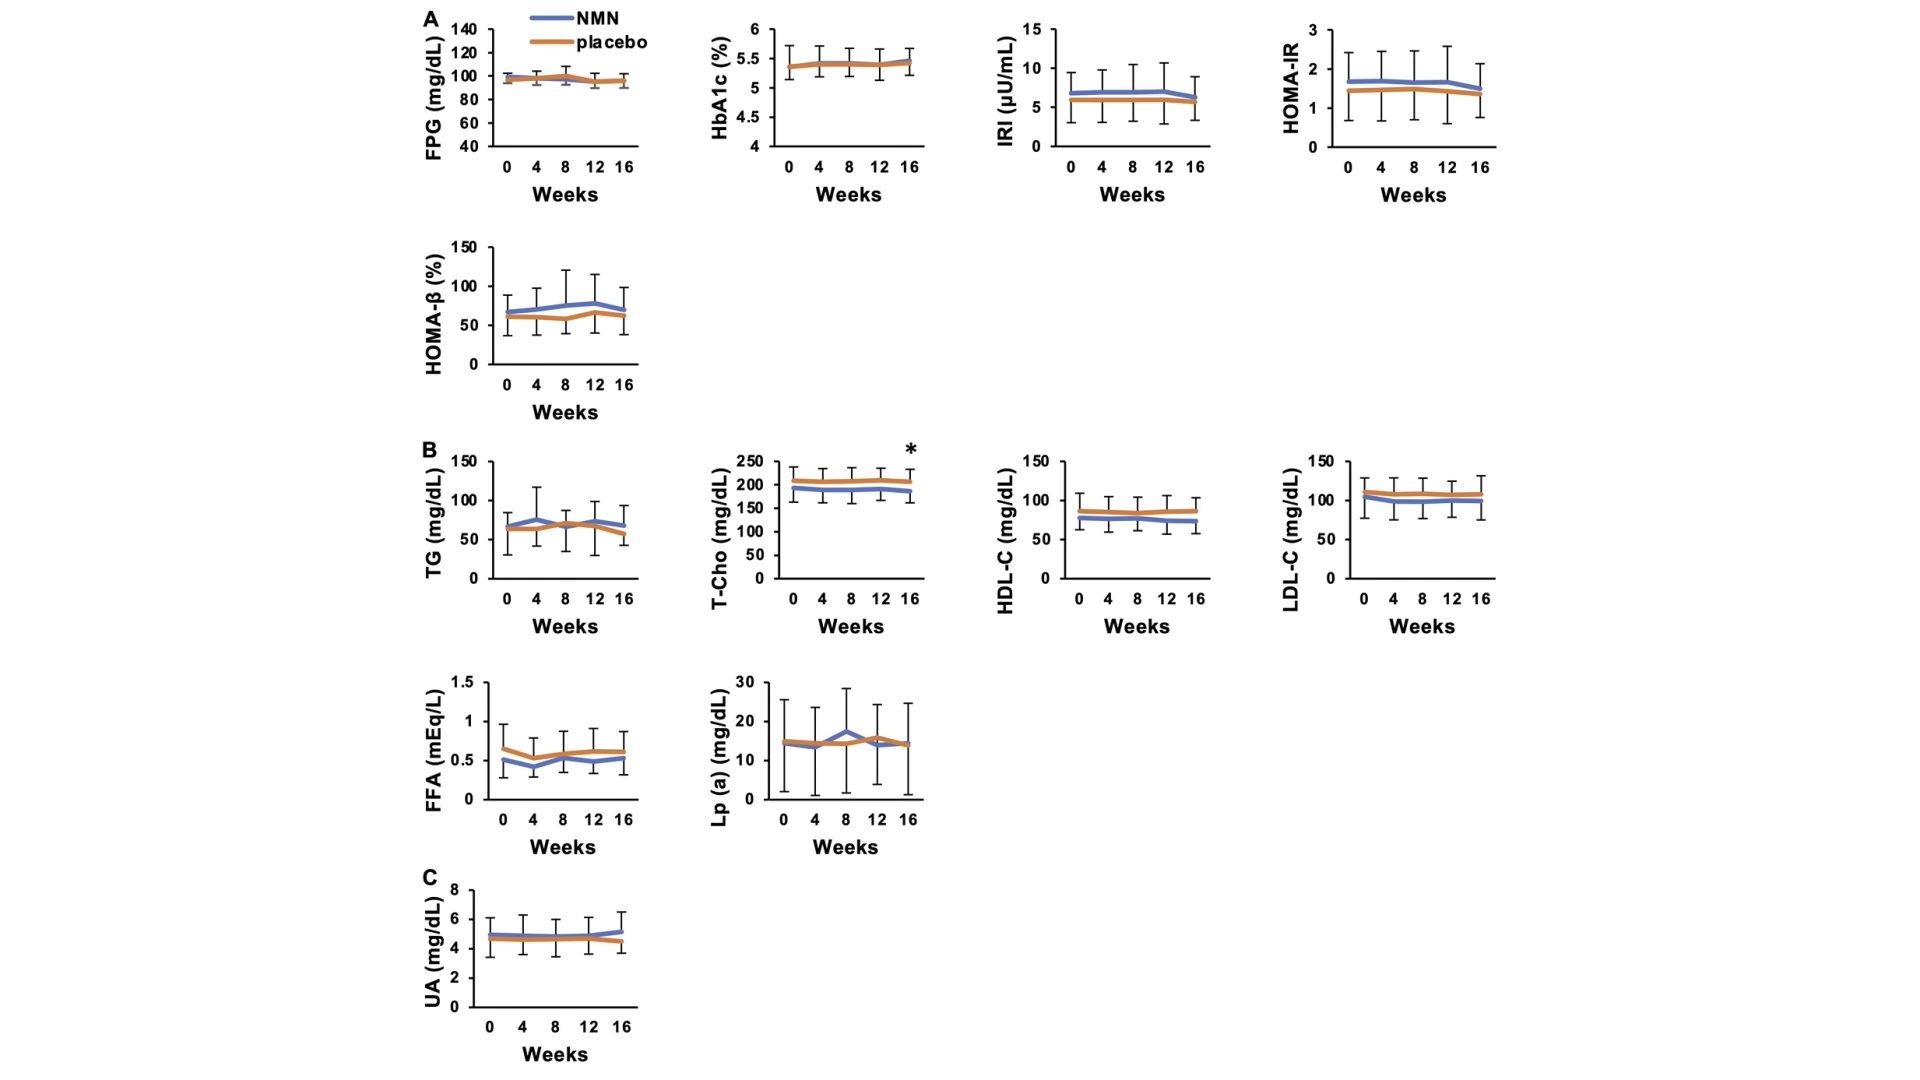 A
NMN
placebo
FPG (mg/dL)
140
120
100
80
60
40
0 4 8 12 16
Weeks
HbA1c (%)
6
5.5
5
4.5
4
0 4 8 12 16
Weeks
IRI (μU/mL)
15
10
5
0
0 4 8 12 16
Weeks
HOMA-IR
3
2
1
0
0 4 8 12 16
Weeks
HOMA-β (%)
150
100
50
0
0 4 8 12 16
Weeks
B
TG (mg/dL)
150
100
50
0
0 4 8 12 16
Weeks
T-Cho (mg/dL)
*
250
200
150
100
50
0
0 4 8 12 16
Weeks
HDL-C (mg/dL)
150
100
50
0
0 4 8 12 16
Weeks
LDL-C (mg/dL)
150
100
50
0
0 4 8 12 16
Weeks
FFA (mEq/L)
1.5
1
0.5
0
0 4 8 12 16
Weeks
Lp (a) (mg/dL)
30
20
10
0
0 4 8 12 16
Weeks
C
UA (mg/dL)
8
6
4
2
0
0 4 8 12 16
Weeks